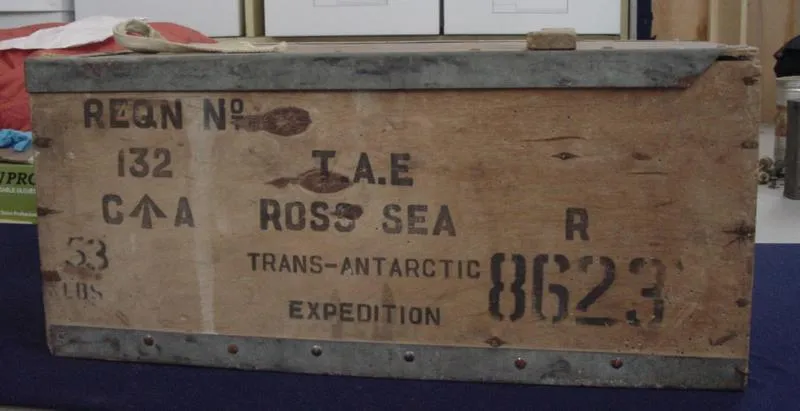 REQN Nº
132
T.A.E
C A
ROSS SEA
R
53
LBS
TRANS-ANTARCTIC
8623
EXPEDITION